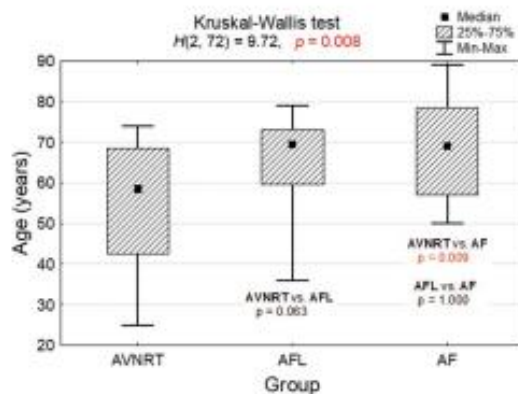 Kruskal-Wallis test
H(2, 72) = 9.72, p = 0.008
Median
25%-75%
Min-Max
Age (years)
90
80
70
60
50
40
30
20
AVNRT vs. AFL
p = 0.063
AVNRT vs. AF
p = 0.009
AFL vs. AF
p = 1.000
AVNRT
AFL
AF
Group